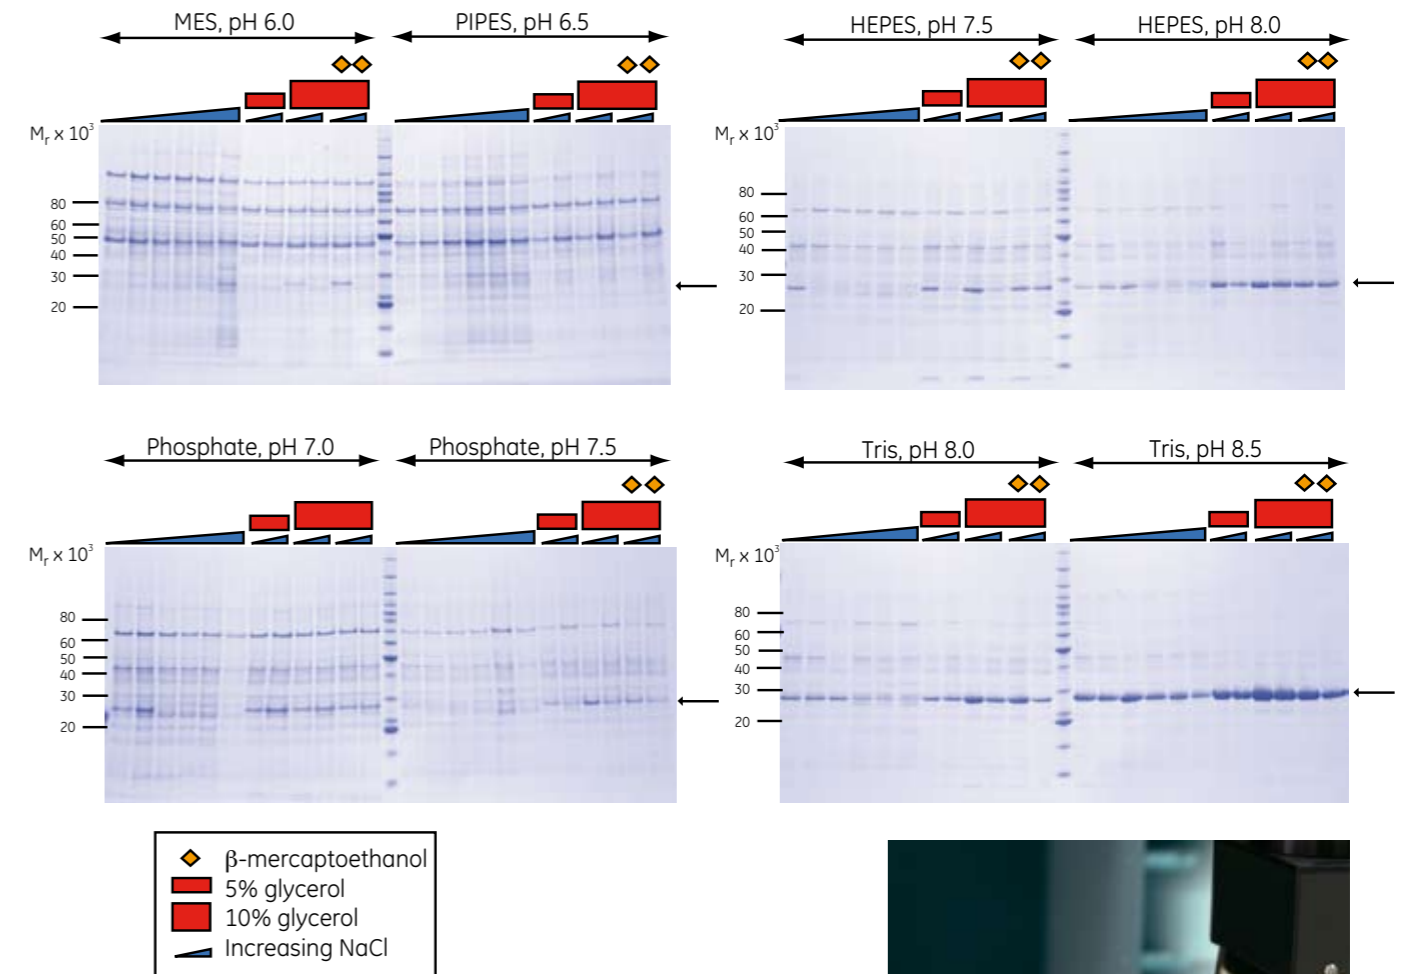 MES, pH 6.0
PIPES, pH 6.5
Mr x 10³
80
60
50
40
30
20
HEPES, pH 7.5
HEPES, pH 8.0
Mr x 10³
80
60
50
40
30
20
Phosphate, pH 7.0
Phosphate, pH 7.5
Mr x 10³
80
60
50
40
30
20
Tris, pH 8.0
Tris, pH 8.5
Mr x 10³
80
60
50
40
30
20
β-mercaptoethanol
5% glycerol
10% glycerol
Increasing NaCl